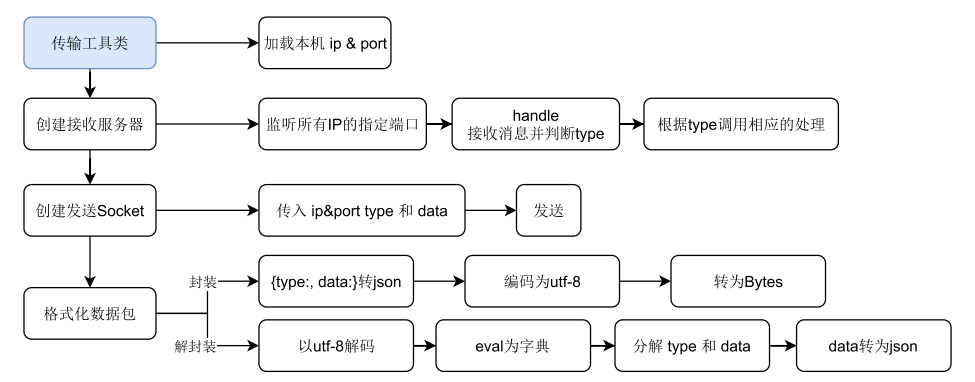 传输工具类
加载本机 ip & port
创建接收服务器
监听所有IP的指定端口
handle
接收消息并判断type
根据type调用相应的处理
创建发送Socket
传入 ip&port type 和 data
发送
格式化数据包
封装
{type:, data:}转json
编码为utf-8
转为Bytes
解封装
以utf-8解码
eval为字典
分解 type 和 data
data转为json